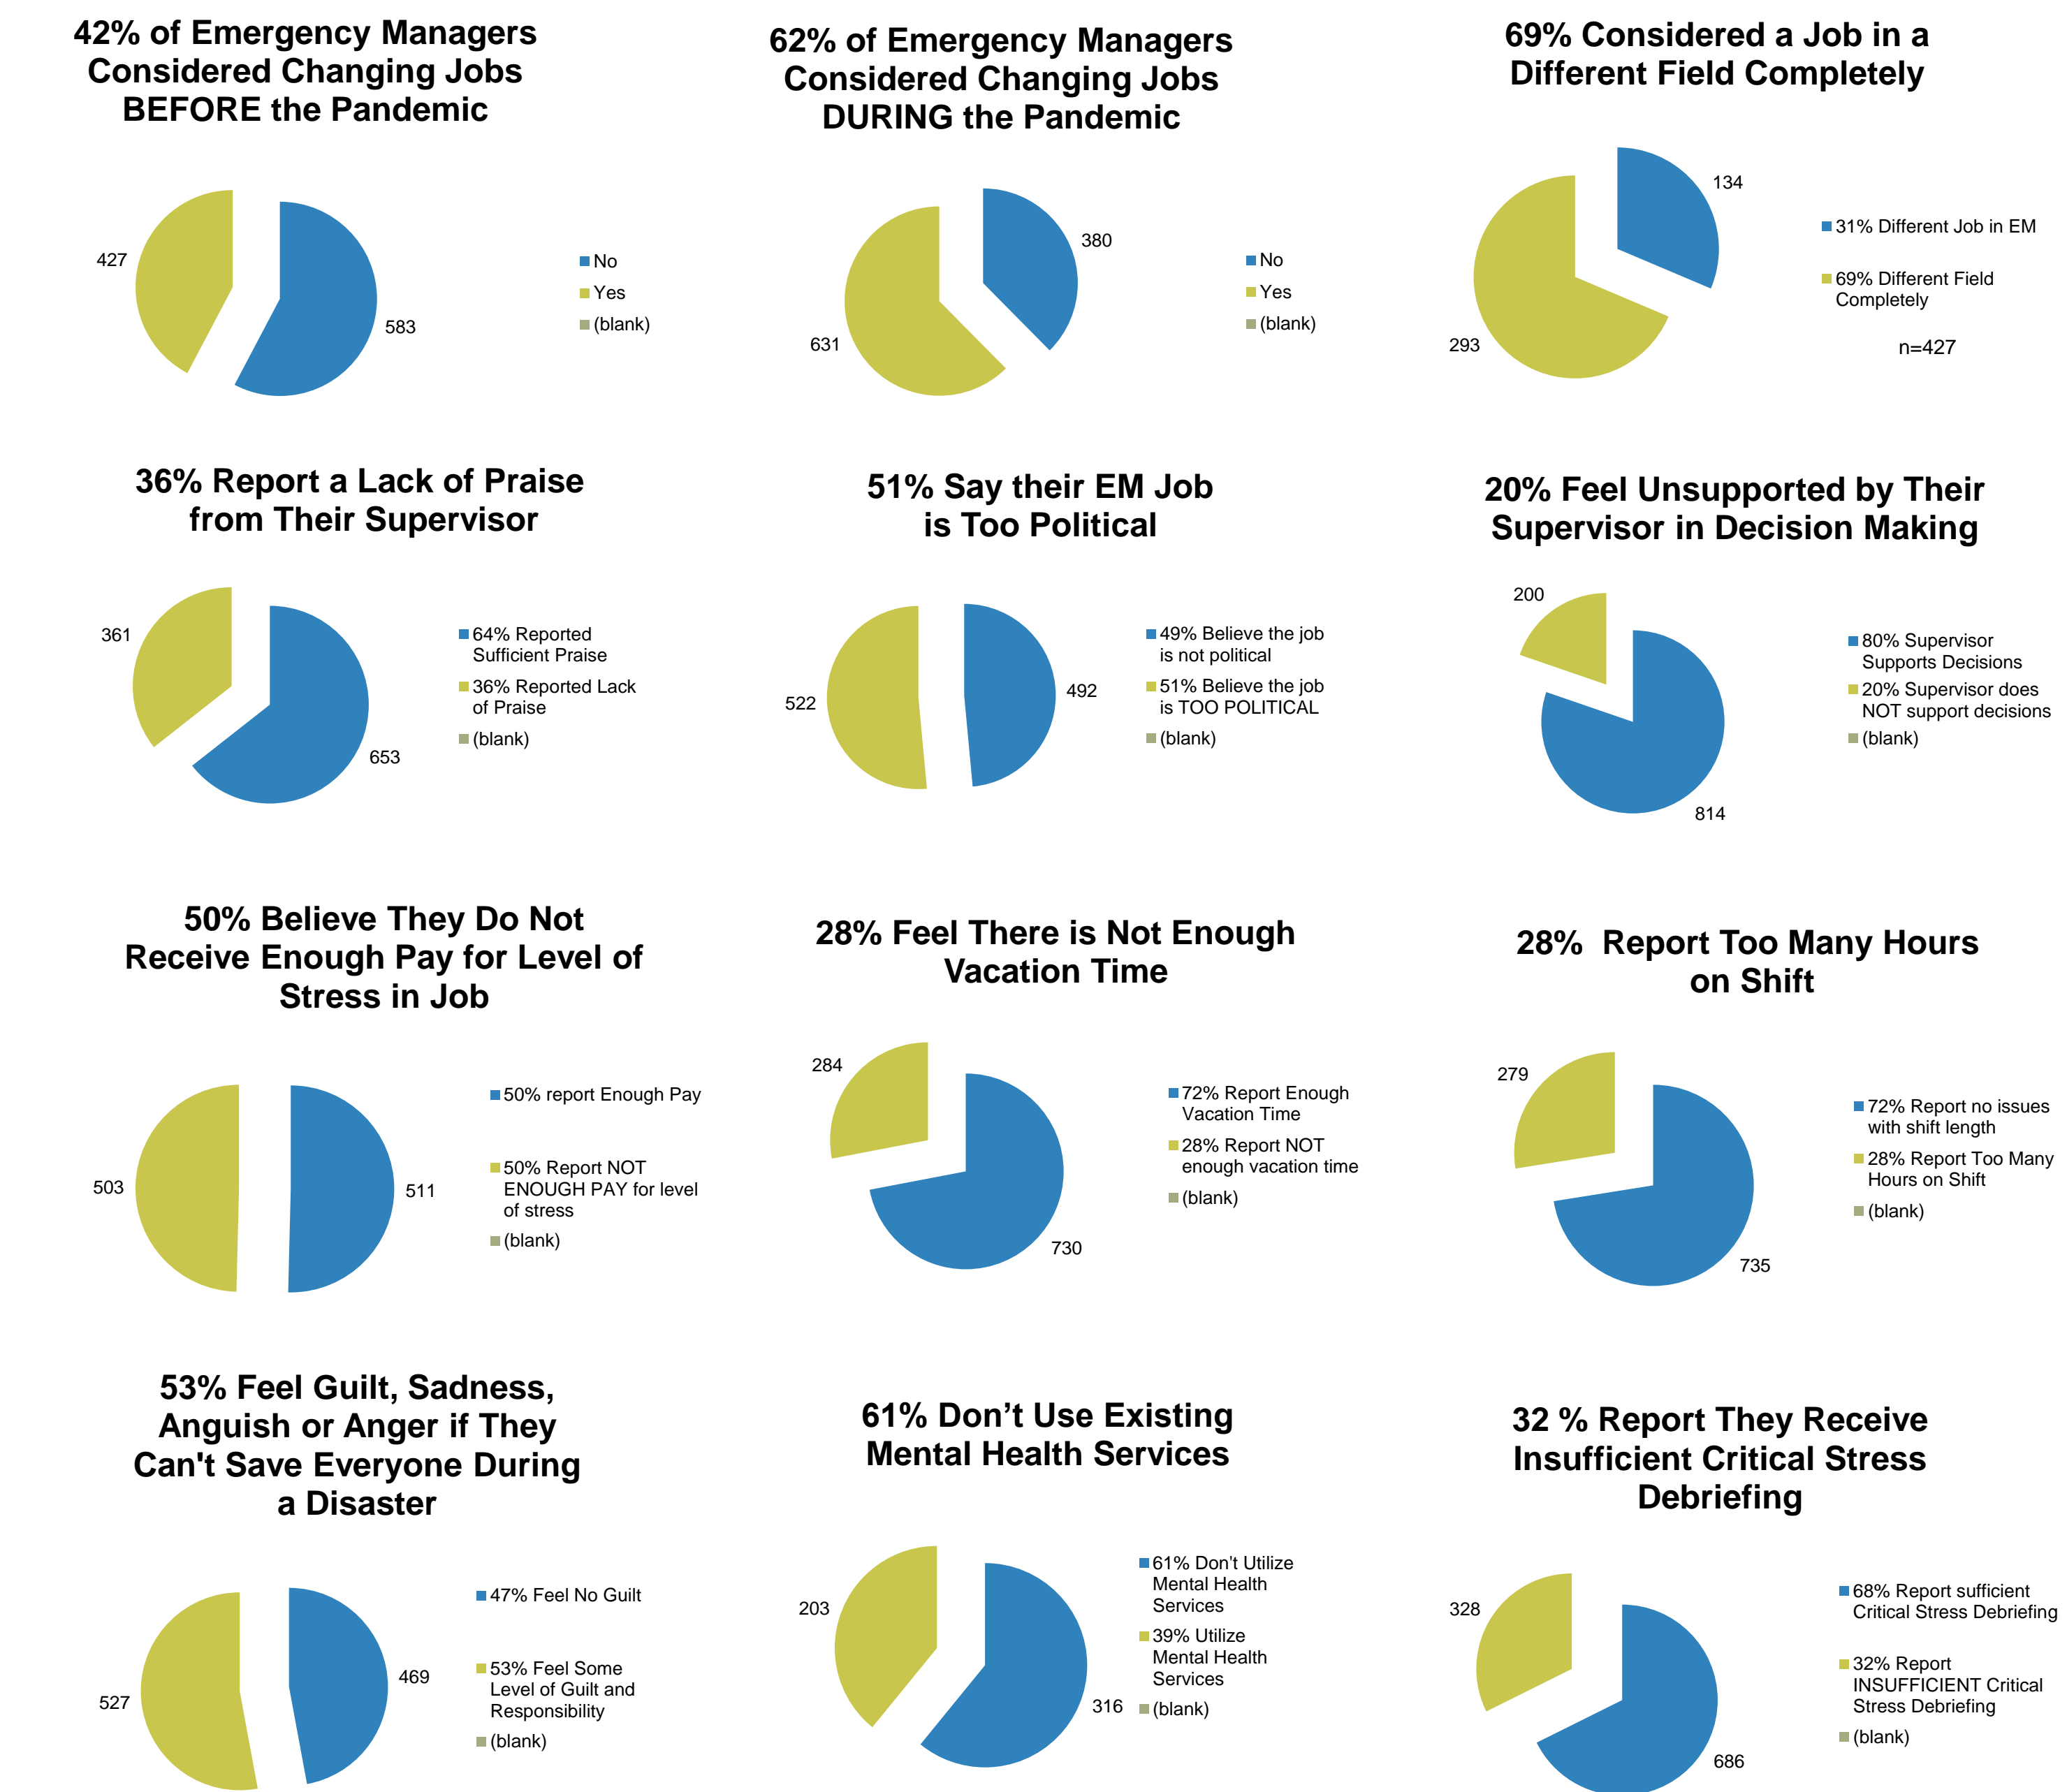 42% of Emergency Managers
Considered Changing Jobs
BEFORE the Pandemic
427
583
No
Yes
(blank)
62% of Emergency Managers
Considered Changing Jobs
DURING the Pandemic
380
631
No
Yes
(blank)
69% Considered a Job in a
Different Field Completely
134
293
31% Different Job in EM
69% Different Field
Completely
n=427
36% Report a Lack of Praise
from Their Supervisor
361
653
64% Reported
Sufficient Praise
36% Reported Lack
of Praise
(blank)
51% Say their EM Job
is Too Political
522
492
49% Believe the job
is not political
51% Believe the job
is TOO POLITICAL
(blank)
20% Feel Unsupported by Their
Supervisor in Decision Making
200
814
80% Supervisor
Supports Decisions
20% Supervisor does
NOT support decisions
(blank)
50% Believe They Do Not
Receive Enough Pay for Level of
Stress in Job
503
511
50% report Enough Pay
50% Report NOT
ENOUGH PAY for level
of stress
(blank)
28% Feel There is Not Enough
Vacation Time
284
730
72% Report Enough
Vacation Time
28% Report NOT
enough vacation time
(blank)
28%  Report Too Many Hours
on Shift
279
735
72% Report no issues
with shift length
28% Report Too Many
Hours on Shift
(blank)
53% Feel Guilt, Sadness,
Anguish or Anger if They
Can't Save Everyone During
a Disaster
527
469
47% Feel No Guilt
53% Feel Some
Level of Guilt and
Responsibility
(blank)
61% Don’t Use Existing
Mental Health Services
203
316
61% Don't Utilize
Mental Health
Services
39% Utilize
Mental Health
Services
(blank)
32 % Report They Receive
Insufficient Critical Stress
Debriefing
328
686
68% Report sufficient
Critical Stress Debriefing
32% Report
INSUFFICIENT Critical
Stress Debriefing
(blank)